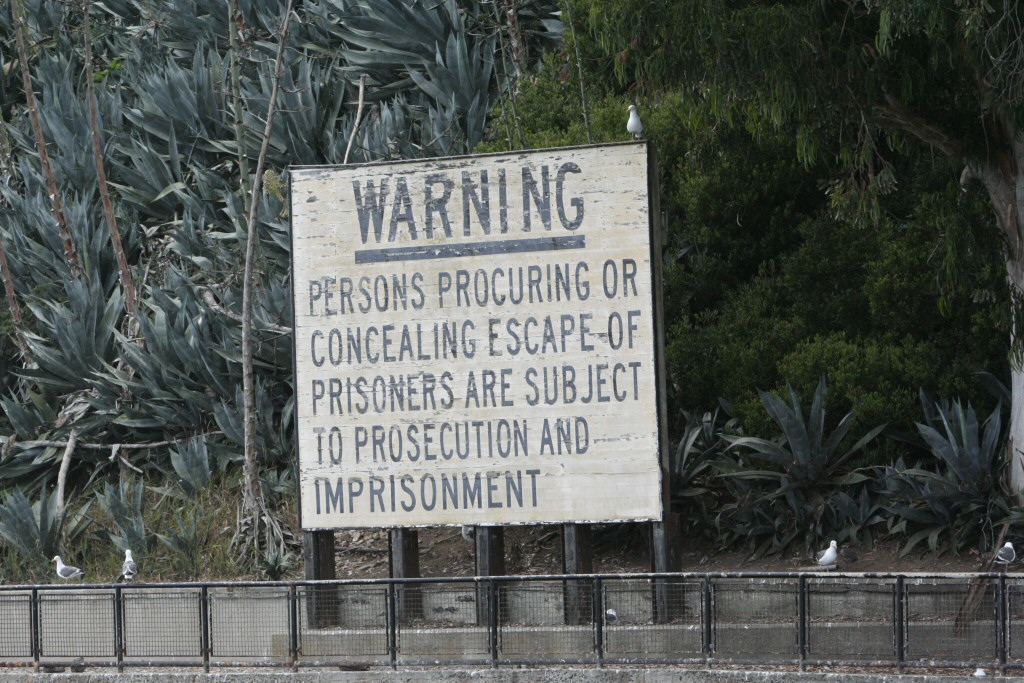 WARNING
PERSONS PROCURING OR
CONCEALING ESCAPE OF
PRISONERS ARE SUBJECT
TO PROSECUTION AND
IMPRISONMENT